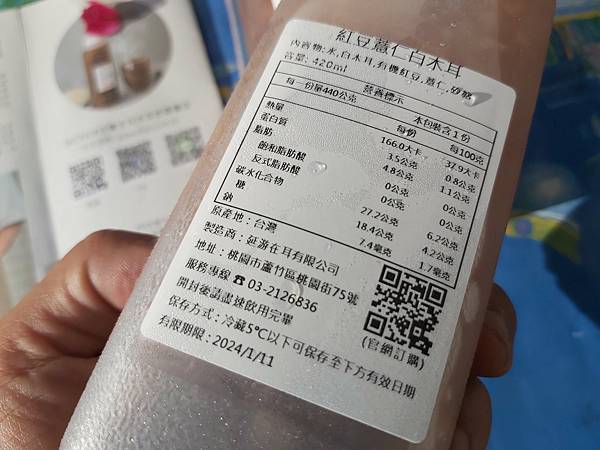 紅豆薏仁白木耳
內容物:水,白木耳,有機紅豆,薏仁,砂糖
容量: 420ml
營養標示
每一份量440公克 本包裝含1份
每份 每100克
熱量 166.0大卡 37.9大卡
蛋白質 3.5公克 0.8公克
脂肪 4.8公克 1.1公克
飽和脂肪酸 0公克 0公克
反式脂肪酸 0公克 0公克
碳水化合物 27.2公克 6.2公克
糖 18.4公克 4.2公克
鈉 7.4毫克 1.7毫克
原產地:台灣
製造商:延遊在耳有限公司
地址:桃園市蘆竹區桃園街75號
服務專線☎03-2126836
開封後請盡速飲用完畢
保存方式:冷藏5℃以下可保存至下方有效日期
有限期限:2024/1/11
(官網訂購)